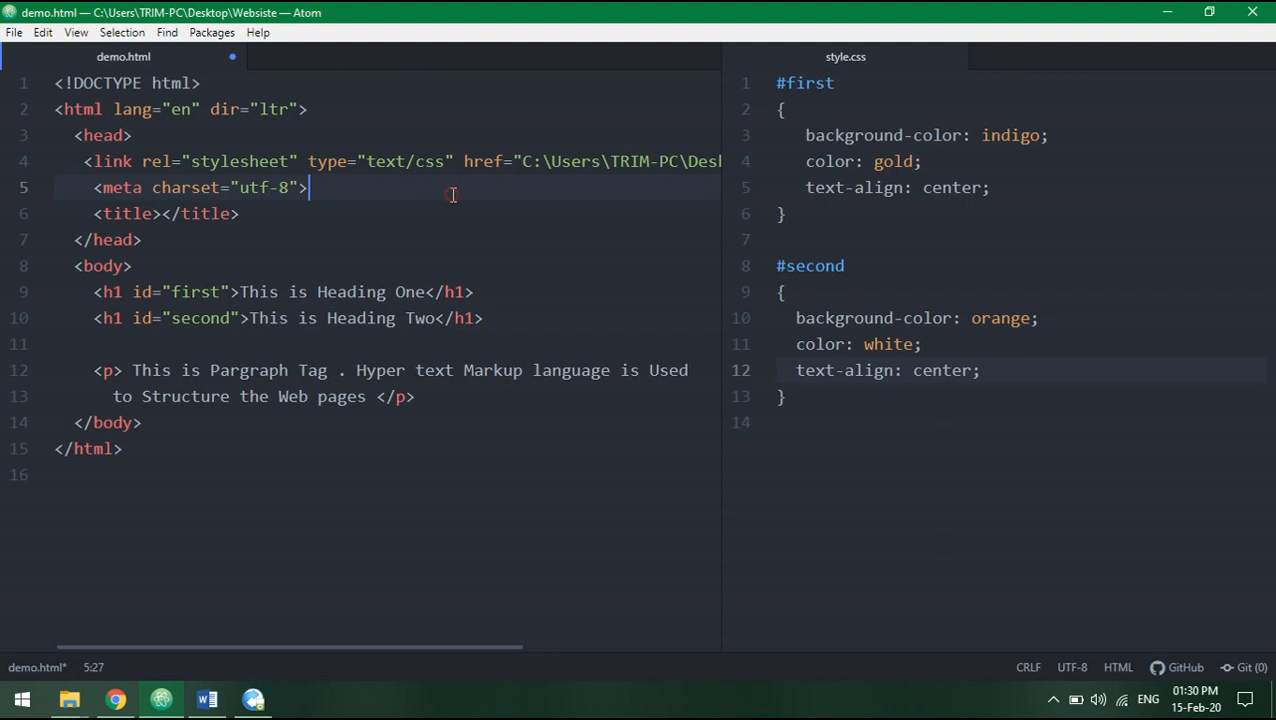 demo.html — C:\Users\TRIM-PC\Desktop\Websiste — Atom
File Edit View Selection Find Packages Help
demo.html
1 <!DOCTYPE html>
2 <html lang="en" dir="ltr">
3 <head>
4 <link rel="stylesheet" type="text/css" href="C:\Users\TRIM-PC\Desk
5 <meta charset="utf-8">
6 <title></title>
7 </head>
8 <body>
9 <h1 id="first">This is Heading One</h1>
10 <h1 id="second">This is Heading Two</h1>
11
12 <p> This is Pargraph Tag . Hyper text Markup language is Used
13 to Structure the Web pages </p>
14 </body>
15 </html>
16
style.css
1 #first
2 {
3 background-color: indigo;
4 color: gold;
5 text-align: center;
6 }
7
8 #second
9 {
10 background-color: orange;
11 color: white;
12 text-align: center;
13 }
14
demo.html* 5:27
CRLF UTF-8 HTML GitHub Git (0)
ENG
01:30 PM
15-Feb-20